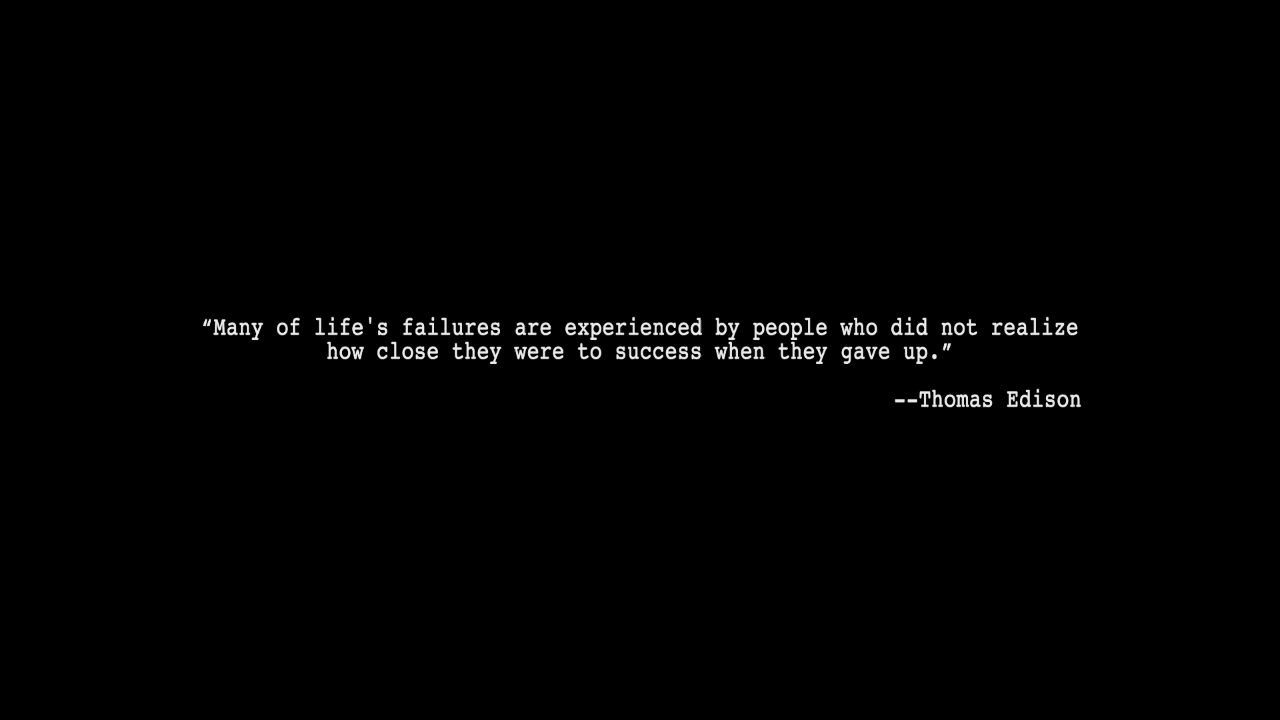 “Many of life's failures are experienced by people who did not realize
how close they were to success when they gave up.”
--Thomas Edison